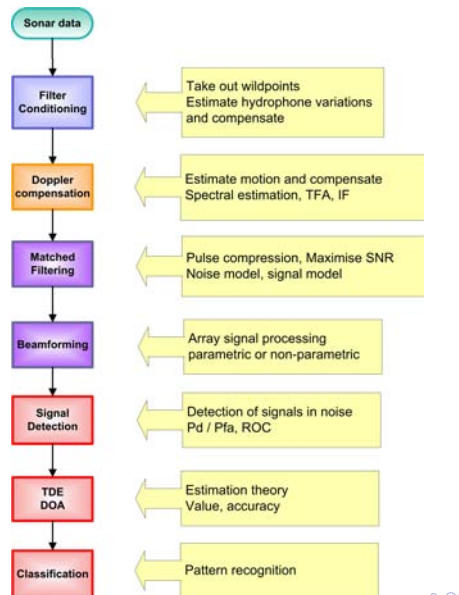 Sonar data
Filter
Conditioning
Take out wildpoints
Estimate hydrophone variations
and compensate
Doppler
compensation
Estimate motion and compensate
Spectral estimation, TFA, IF
Matched
Filtering
Pulse compression, Maximise SNR
Noise model, signal model
Beamforming
Array signal processing
parametric or non-parametric
Signal
Detection
Detection of signals in noise
Pd / Pfa, ROC
TDE
DOA
Estimation theory
Value, accuracy
Classification
Pattern recognition